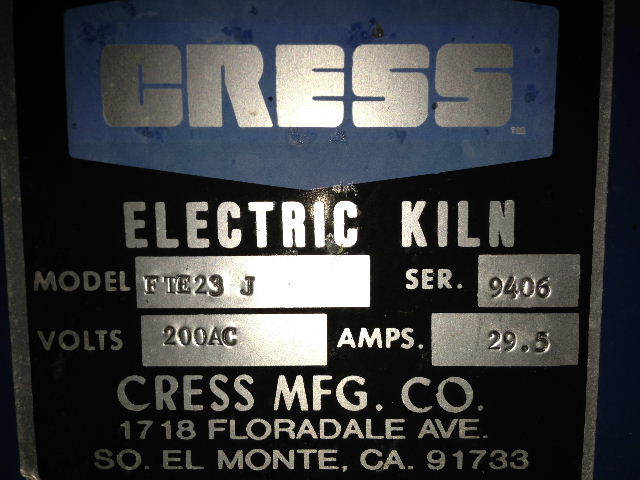 CRESS
ELECTRIC KILN
MODEL FTE23 J SER. 9406
VOLTS 200AC AMPS. 29.5
CRESS MFG. CO.
1718 FLORADALE AVE.
SO. EL MONTE, CA. 91733